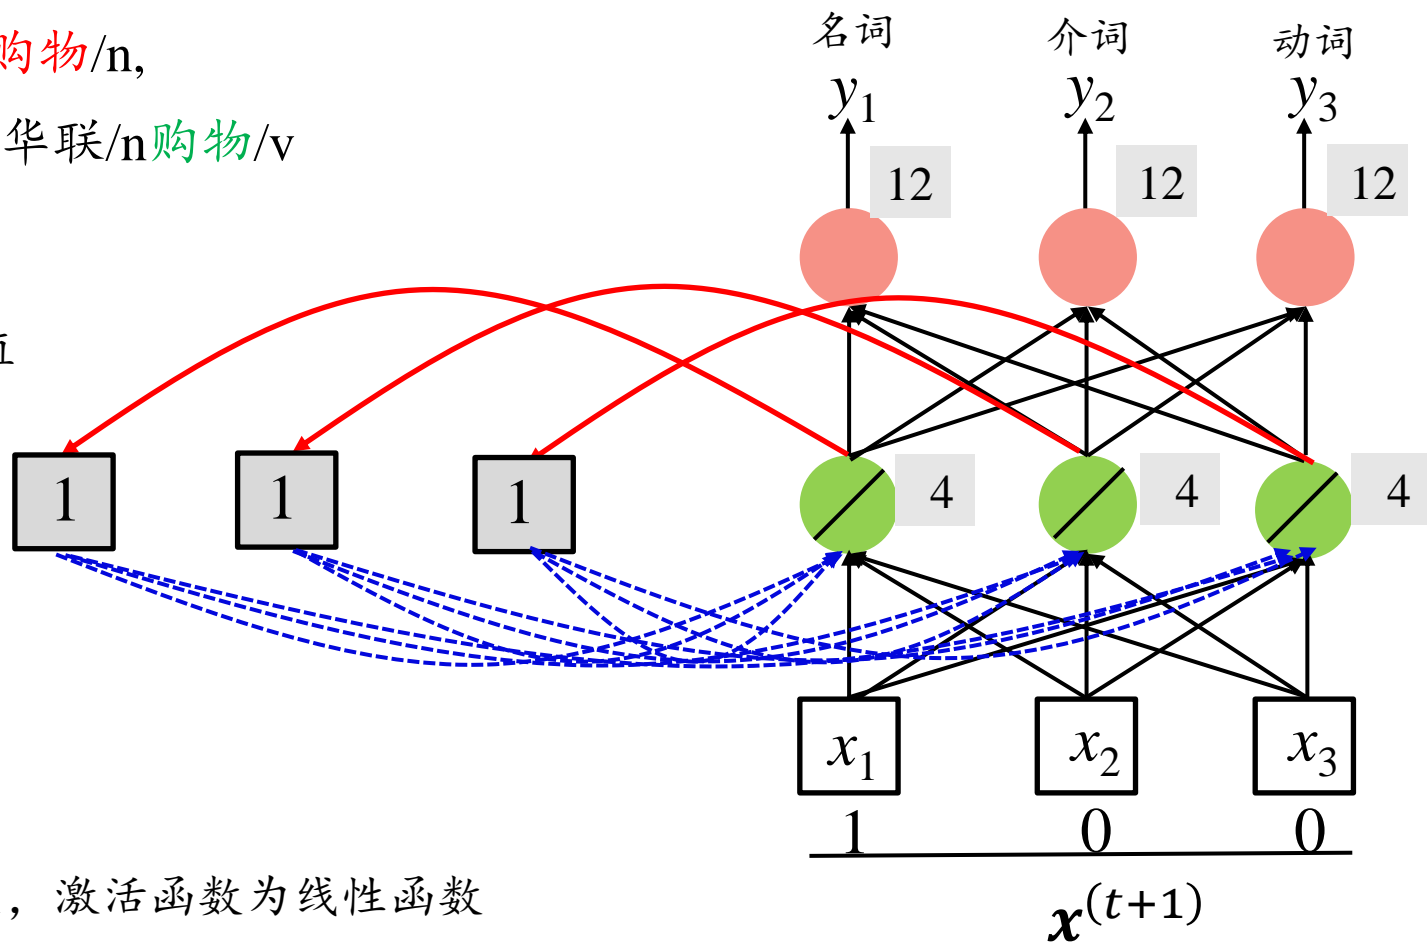 名词 介词 动词
购物/n,
y1 y2 y3
华联/n购物/v
12 12 12
1 1 1 4 4 4
x1 x2 x3
1 0 0
，激活函数为线性函数
x(t+1)